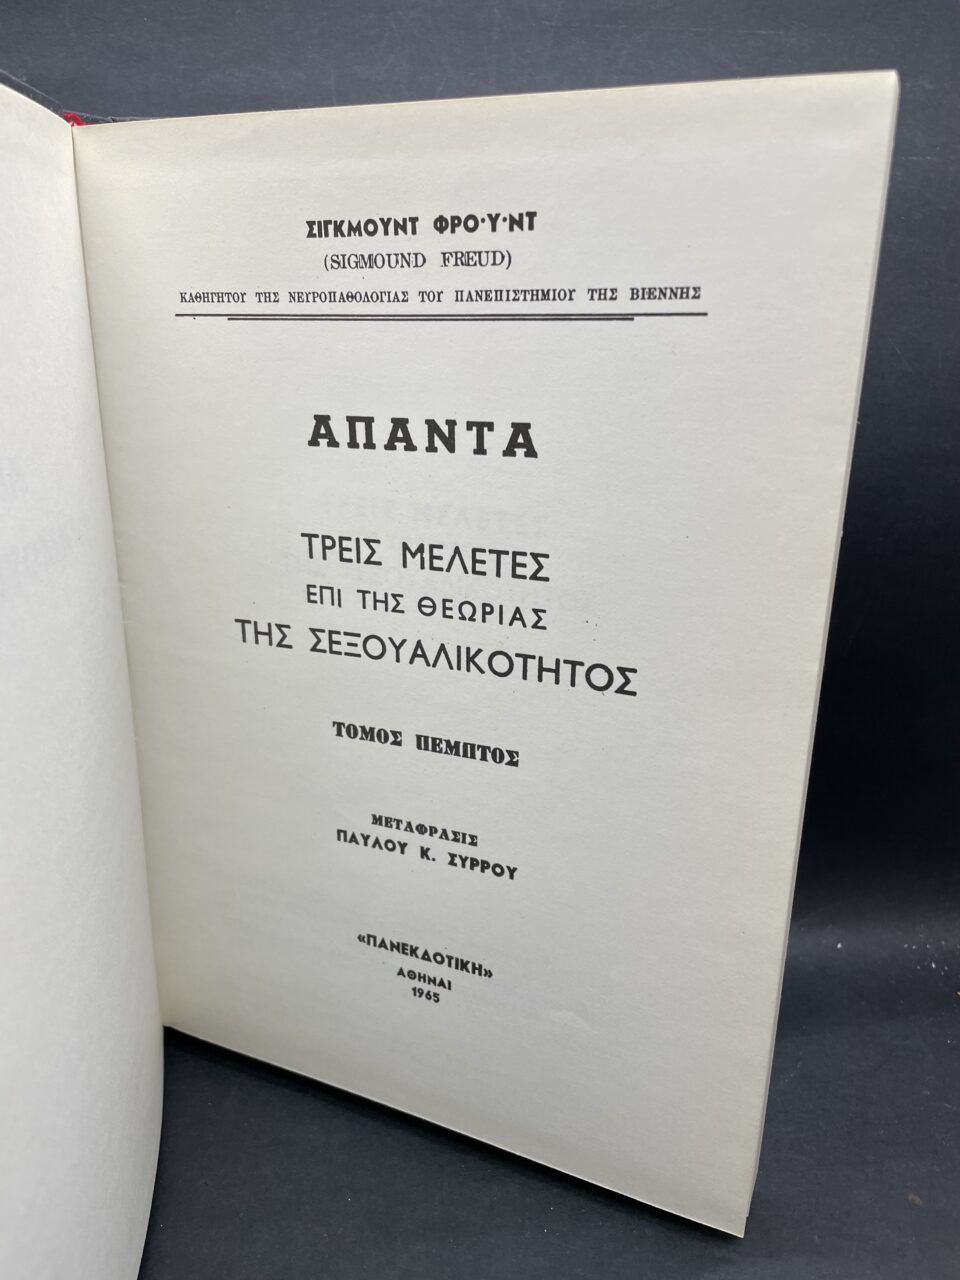 ΣΙΓΚΜΟΥΝΤ ΦΡΟ·Υ·ΝΤ
(SIGMOUND FREUD)
ΚΑΘΗΓΗΤΟΥ ΤΗΣ ΝΕΥΡΟΠΑΘΟΛΟΓΙΑΣ ΤΟΥ ΠΑΝΕΠΙΣΤΗΜΙΟΥ ΤΗΣ ΒΙΕΝΝΗΣ
ΑΠΑΝΤΑ
ΤΡΕΙΣ ΜΕΛΕΤΕΣ
ΕΠΙ ΤΗΣ ΘΕΩΡΙΑΣ
ΤΗΣ ΣΕΞΟΥΑΛΙΚΟΤΗΤΟΣ
ΤΟΜΟΣ ΠΕΜΠΤΟΣ
ΜΕΤΑΦΡΑΣΙΣ
ΠΑΥΛΟΥ Κ. ΣΥΡΡΟΥ
«ΠΑΝΕΚΔΟΤΙΚΗ»
ΑΘΗΝΑΙ
1965